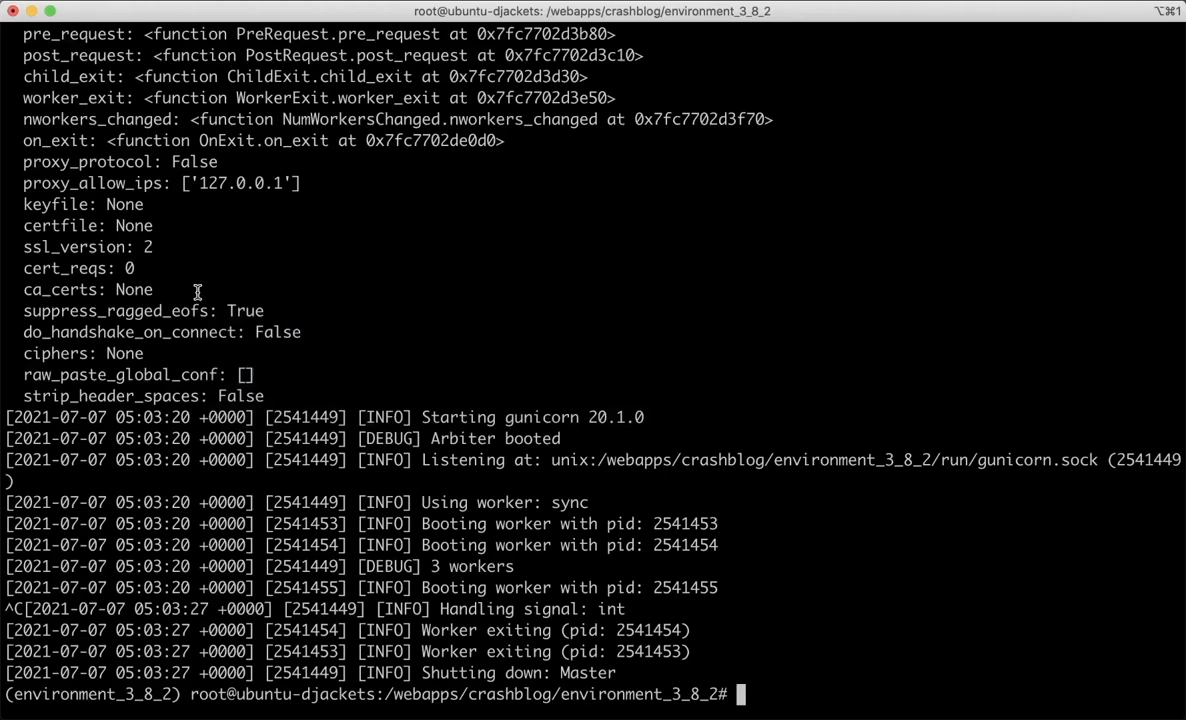 root@ubuntu-djackets: /webapps/crashblog/environment_3_8_2
⌥⌘1
pre_request: <function PreRequest.pre_request at 0x7fc7702d3b80>
post_request: <function PostRequest.post_request at 0x7fc7702d3c10>
child_exit: <function ChildExit.child_exit at 0x7fc7702d3d30>
worker_exit: <function WorkerExit.worker_exit at 0x7fc7702d3e50>
nworkers_changed: <function NumWorkersChanged.nworkers_changed at 0x7fc7702d3f70>
on_exit: <function OnExit.on_exit at 0x7fc7702de0d0>
proxy_protocol: False
proxy_allow_ips: ['127.0.0.1']
keyfile: None
certfile: None
ssl_version: 2
cert_reqs: 0
ca_certs: None
suppress_ragged_eofs: True
do_handshake_on_connect: False
ciphers: None
raw_paste_global_conf: []
strip_header_spaces: False
[2021-07-07 05:03:20 +0000] [2541449] [INFO] Starting gunicorn 20.1.0
[2021-07-07 05:03:20 +0000] [2541449] [DEBUG] Arbiter booted
[2021-07-07 05:03:20 +0000] [2541449] [INFO] Listening at: unix:/webapps/crashblog/environment_3_8_2/run/gunicorn.sock (2541449
)
[2021-07-07 05:03:20 +0000] [2541449] [INFO] Using worker: sync
[2021-07-07 05:03:20 +0000] [2541453] [INFO] Booting worker with pid: 2541453
[2021-07-07 05:03:20 +0000] [2541454] [INFO] Booting worker with pid: 2541454
[2021-07-07 05:03:20 +0000] [2541449] [DEBUG] 3 workers
[2021-07-07 05:03:20 +0000] [2541455] [INFO] Booting worker with pid: 2541455
^C[2021-07-07 05:03:27 +0000] [2541449] [INFO] Handling signal: int
[2021-07-07 05:03:27 +0000] [2541454] [INFO] Worker exiting (pid: 2541454)
[2021-07-07 05:03:27 +0000] [2541453] [INFO] Worker exiting (pid: 2541453)
[2021-07-07 05:03:27 +0000] [2541449] [INFO] Shutting down: Master
(environment_3_8_2) root@ubuntu-djackets:/webapps/crashblog/environment_3_8_2#